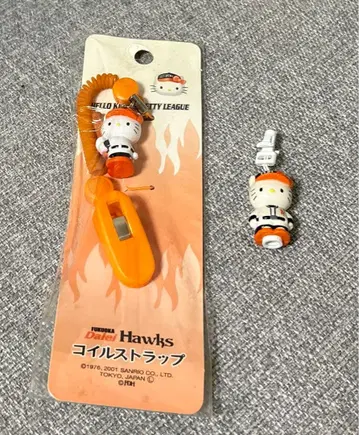 HELLO KITTY KITTY LEAGUE
FUKUOKA
Daiei Hawks
コイルストラップ
©1976, 2001 SANRIO CO., LTD.
TOKYO, JAPAN Ⓛ